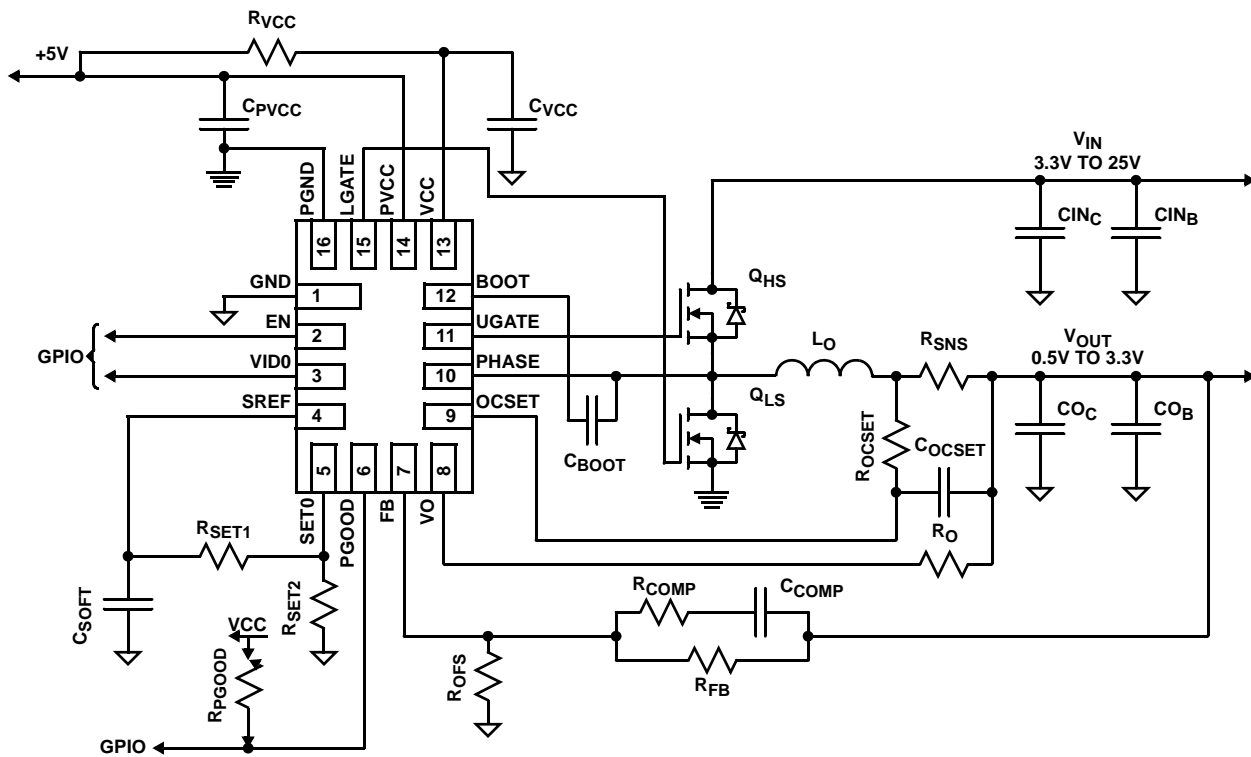 RVCC
+5V
CPVCC
CVCC
VIN
3.3V TO 25V
PGND
LGATE
PVCC
VCC
16
15
14
13
CINC
CINB
GND
1
12
BOOT
QHS
EN
2
11
UGATE
GPIO
VID0
3
10
PHASE
LO
RSNS
VOUT
0.5V TO 3.3V
SREF
4
9
OCSET
QLS
CBOOT
ROCSET
COCSET
COC
COB
5
6
7
8
SET0
PGOOD
FB
VO
RO
RSET1
CSOFT
RSET2
RCOMP
CCOMP
VCC
RPGOOD
ROFS
RFB
GPIO